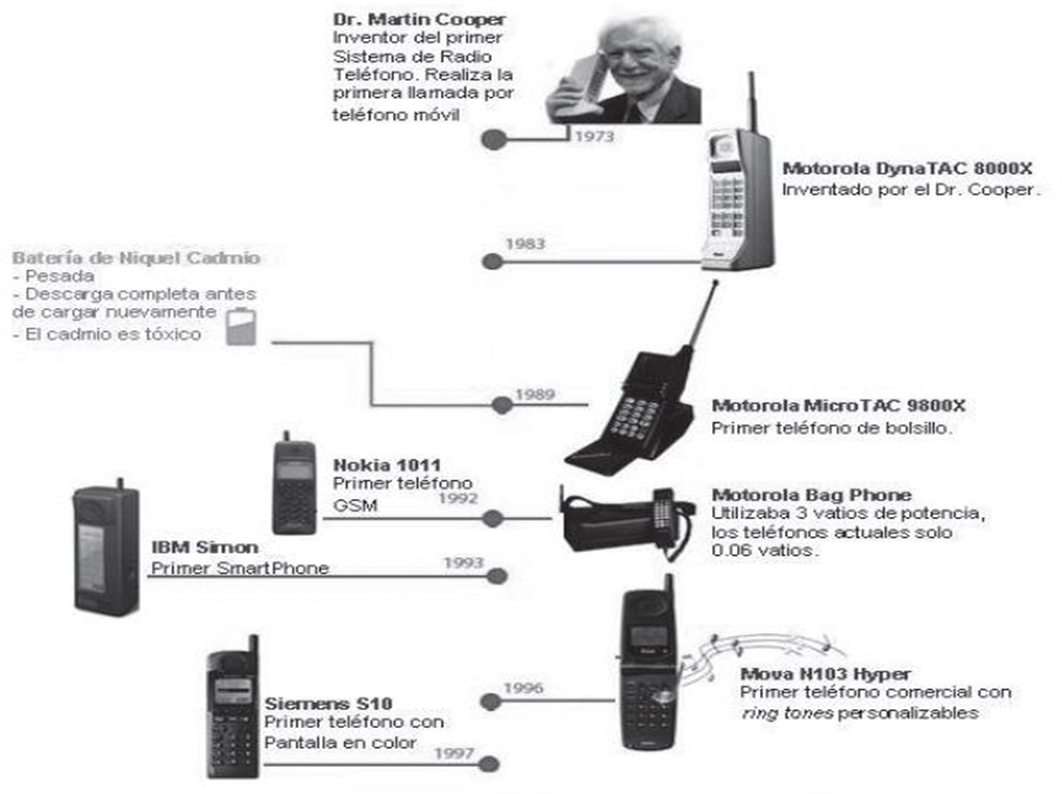 Dr. Martin Cooper
Inventor del primer
Sistema de Radio
Teléfono. Realiza la
primera llamada por
teléfono móvil
1973
Motorola DynaTAC 8000X
Inventado por el Dr. Cooper.
1983
Batería de Niquel Cadmio
- Pesada
- Descarga completa antes
de cargar nuevamente
- El cadmio es tóxico
1989
Motorola MicroTAC 9800X
Primer teléfono de bolsillo.
Nokia 1011
Primer teléfono
GSM
1992
Motorola Bag Phone
Utilizaba 3 vatios de potencia,
los teléfonos actuales solo
0.06 vatios.
IBM Simon
Primer SmartPhone
1993
1996
Mova N103 Hyper
Primer teléfono comercial con
ring tones personalizables
Siemens S10
Primer teléfono con
Pantalla en color
1997